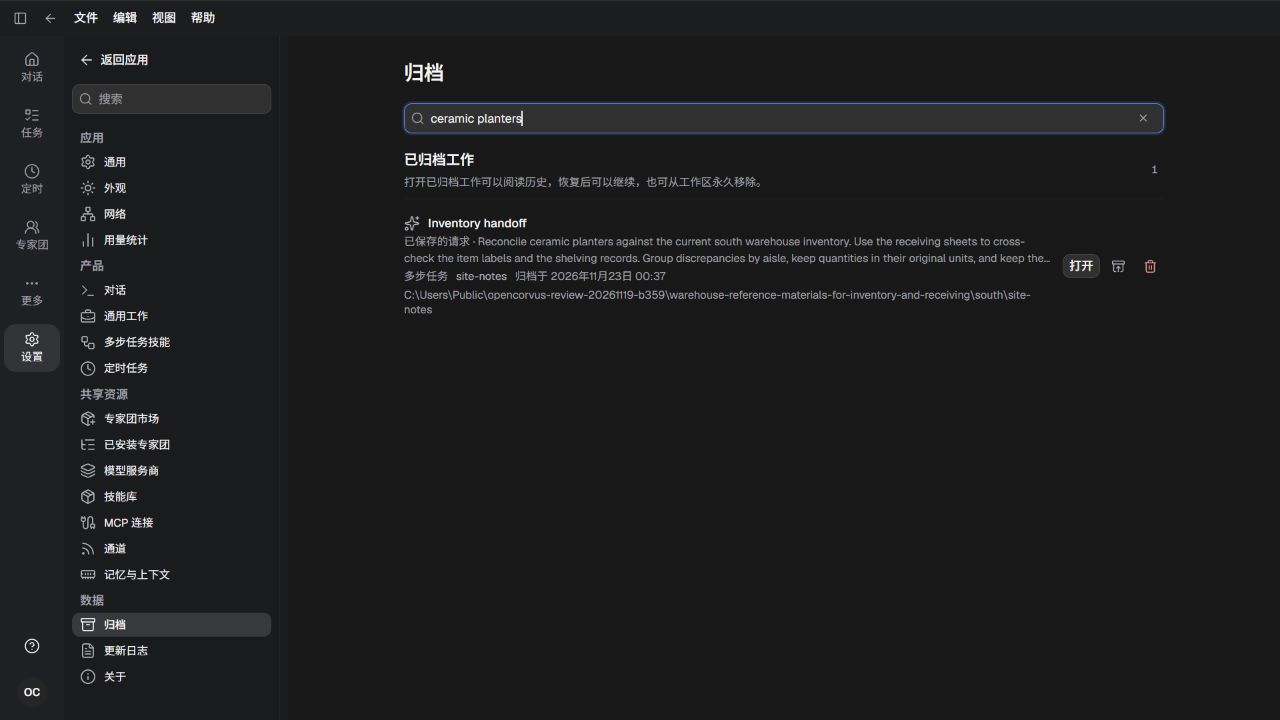 文件 编辑 视图 帮助
对话
任务
定时
专家团
更多
设置
OC
返回应用
搜索
应用
通用
外观
网络
用量统计
产品
对话
通用工作
多步任务技能
定时任务
共享资源
专家团市场
已安装专家团
模型服务商
技能库
MCP 连接
通道
记忆与上下文
数据
归档
更新日志
关于
归档
ceramic planters
已归档工作
1
打开已归档工作可以阅读历史，恢复后可以继续，也可从工作区永久移除。
Inventory handoff
已保存的请求 · Reconcile ceramic planters against the current south warehouse inventory. Use the receiving sheets to cross-
check the item labels and the shelving records. Group discrepancies by aisle, keep quantities in their original units, and keep the...
打开
多步任务 site-notes 归档于 2026年11月23日 00:37
C:\Users\Public\opencorvus-review-20261119-b359\warehouse-reference-materials-for-inventory-and-receiving\south\site-
notes